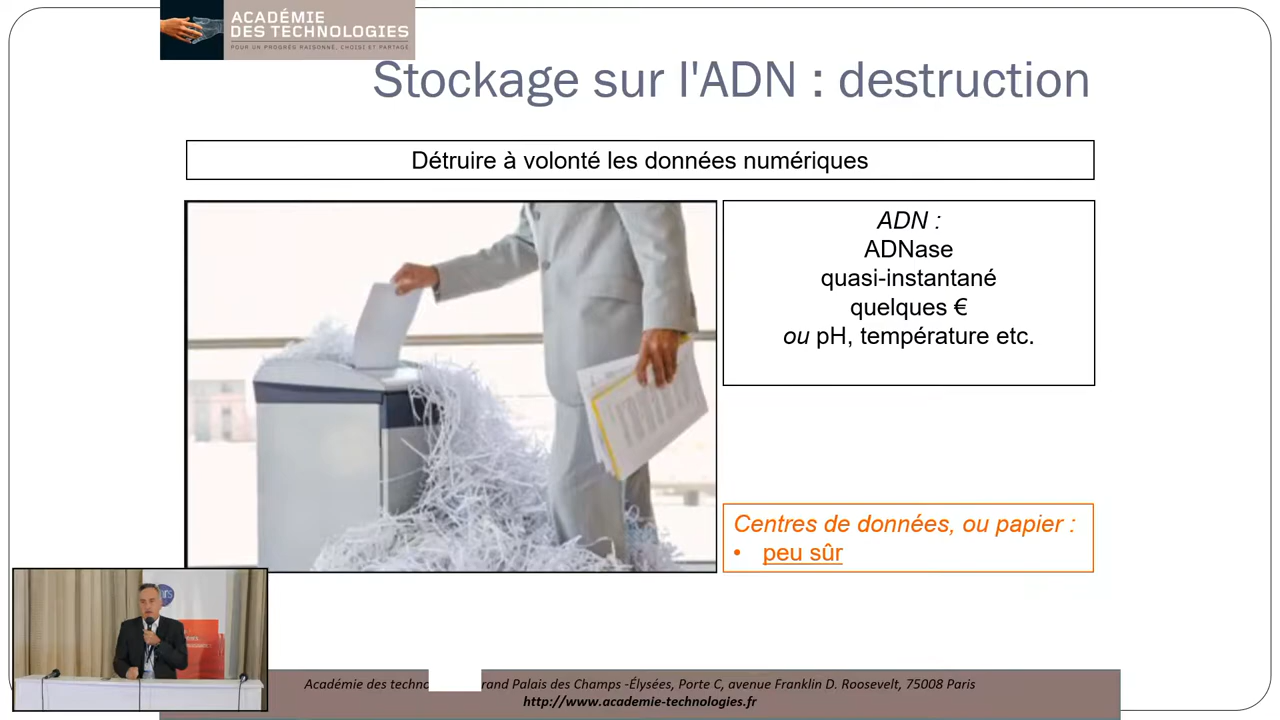 ACADÉMIE
DES TECHNOLOGIES
POUR UN PROGRÈS RAISONNÉ, CHOISI ET PARTAGÉ
Stockage sur l'ADN : destruction
Détruire à volonté les données numériques
ADN :
ADNase
quasi-instantané
quelques €
ou pH, température etc.
Centres de données, ou papier :
• peu sûr
Académie des techno rand Palais des Champs -Élysées, Porte C, avenue Franklin D. Roosevelt, 75008 Paris
http://www.academie-technologies.fr